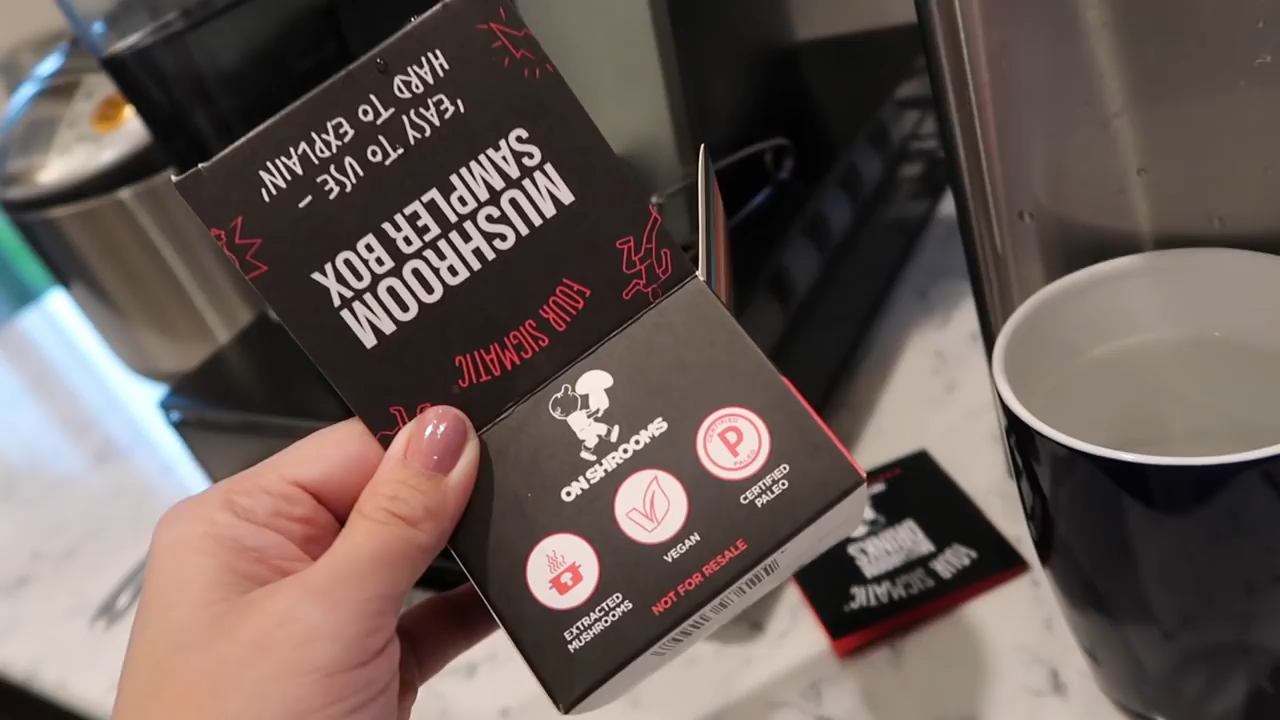 FOUR SIGMATIC
MUSHROOM
SAMPLER BOX
'EASY TO USE –
HARD TO EXPLAIN'
ON SHROOMS
EXTRACTED
MUSHROOMS
VEGAN
CERTIFIED
P
PALEO
CERTIFIED
PALEO
NOT FOR RESALE
FOUR SIGMATIC
DRINKS